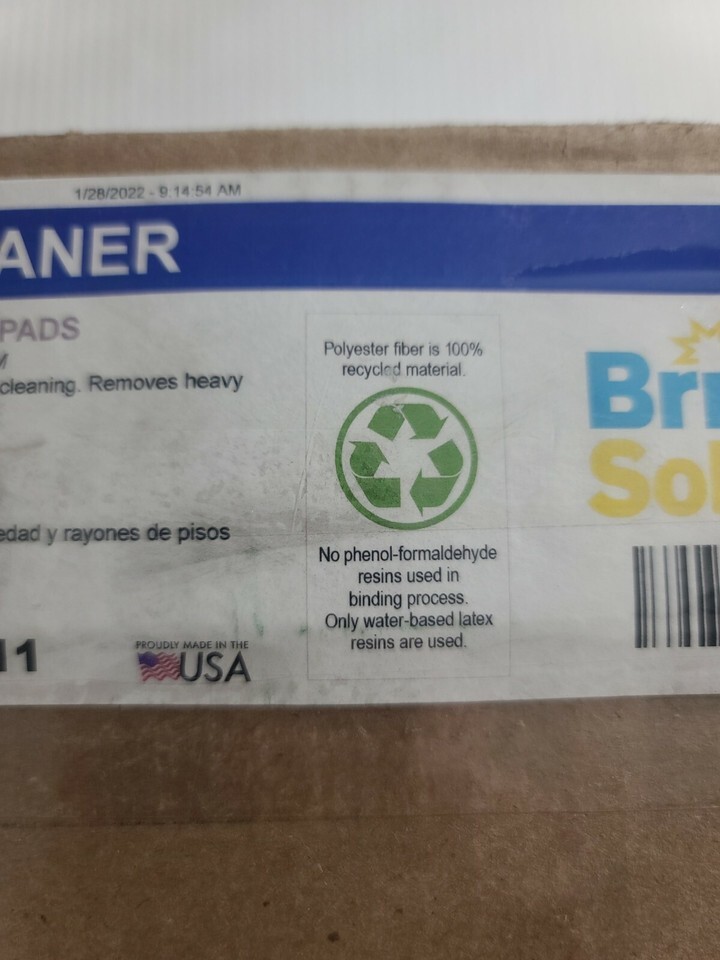 1/28/2022 - 9:14:54 AM
ANER
PADS
cleaning. Removes heavy
edad y rayones de pisos
11
PROUDLY MADE IN THE
USA
Polyester fiber is 100%
recycled material.
No phenol-formaldehyde
resins used in
binding process.
Only water-based latex
resins are used.
Bri
Sol